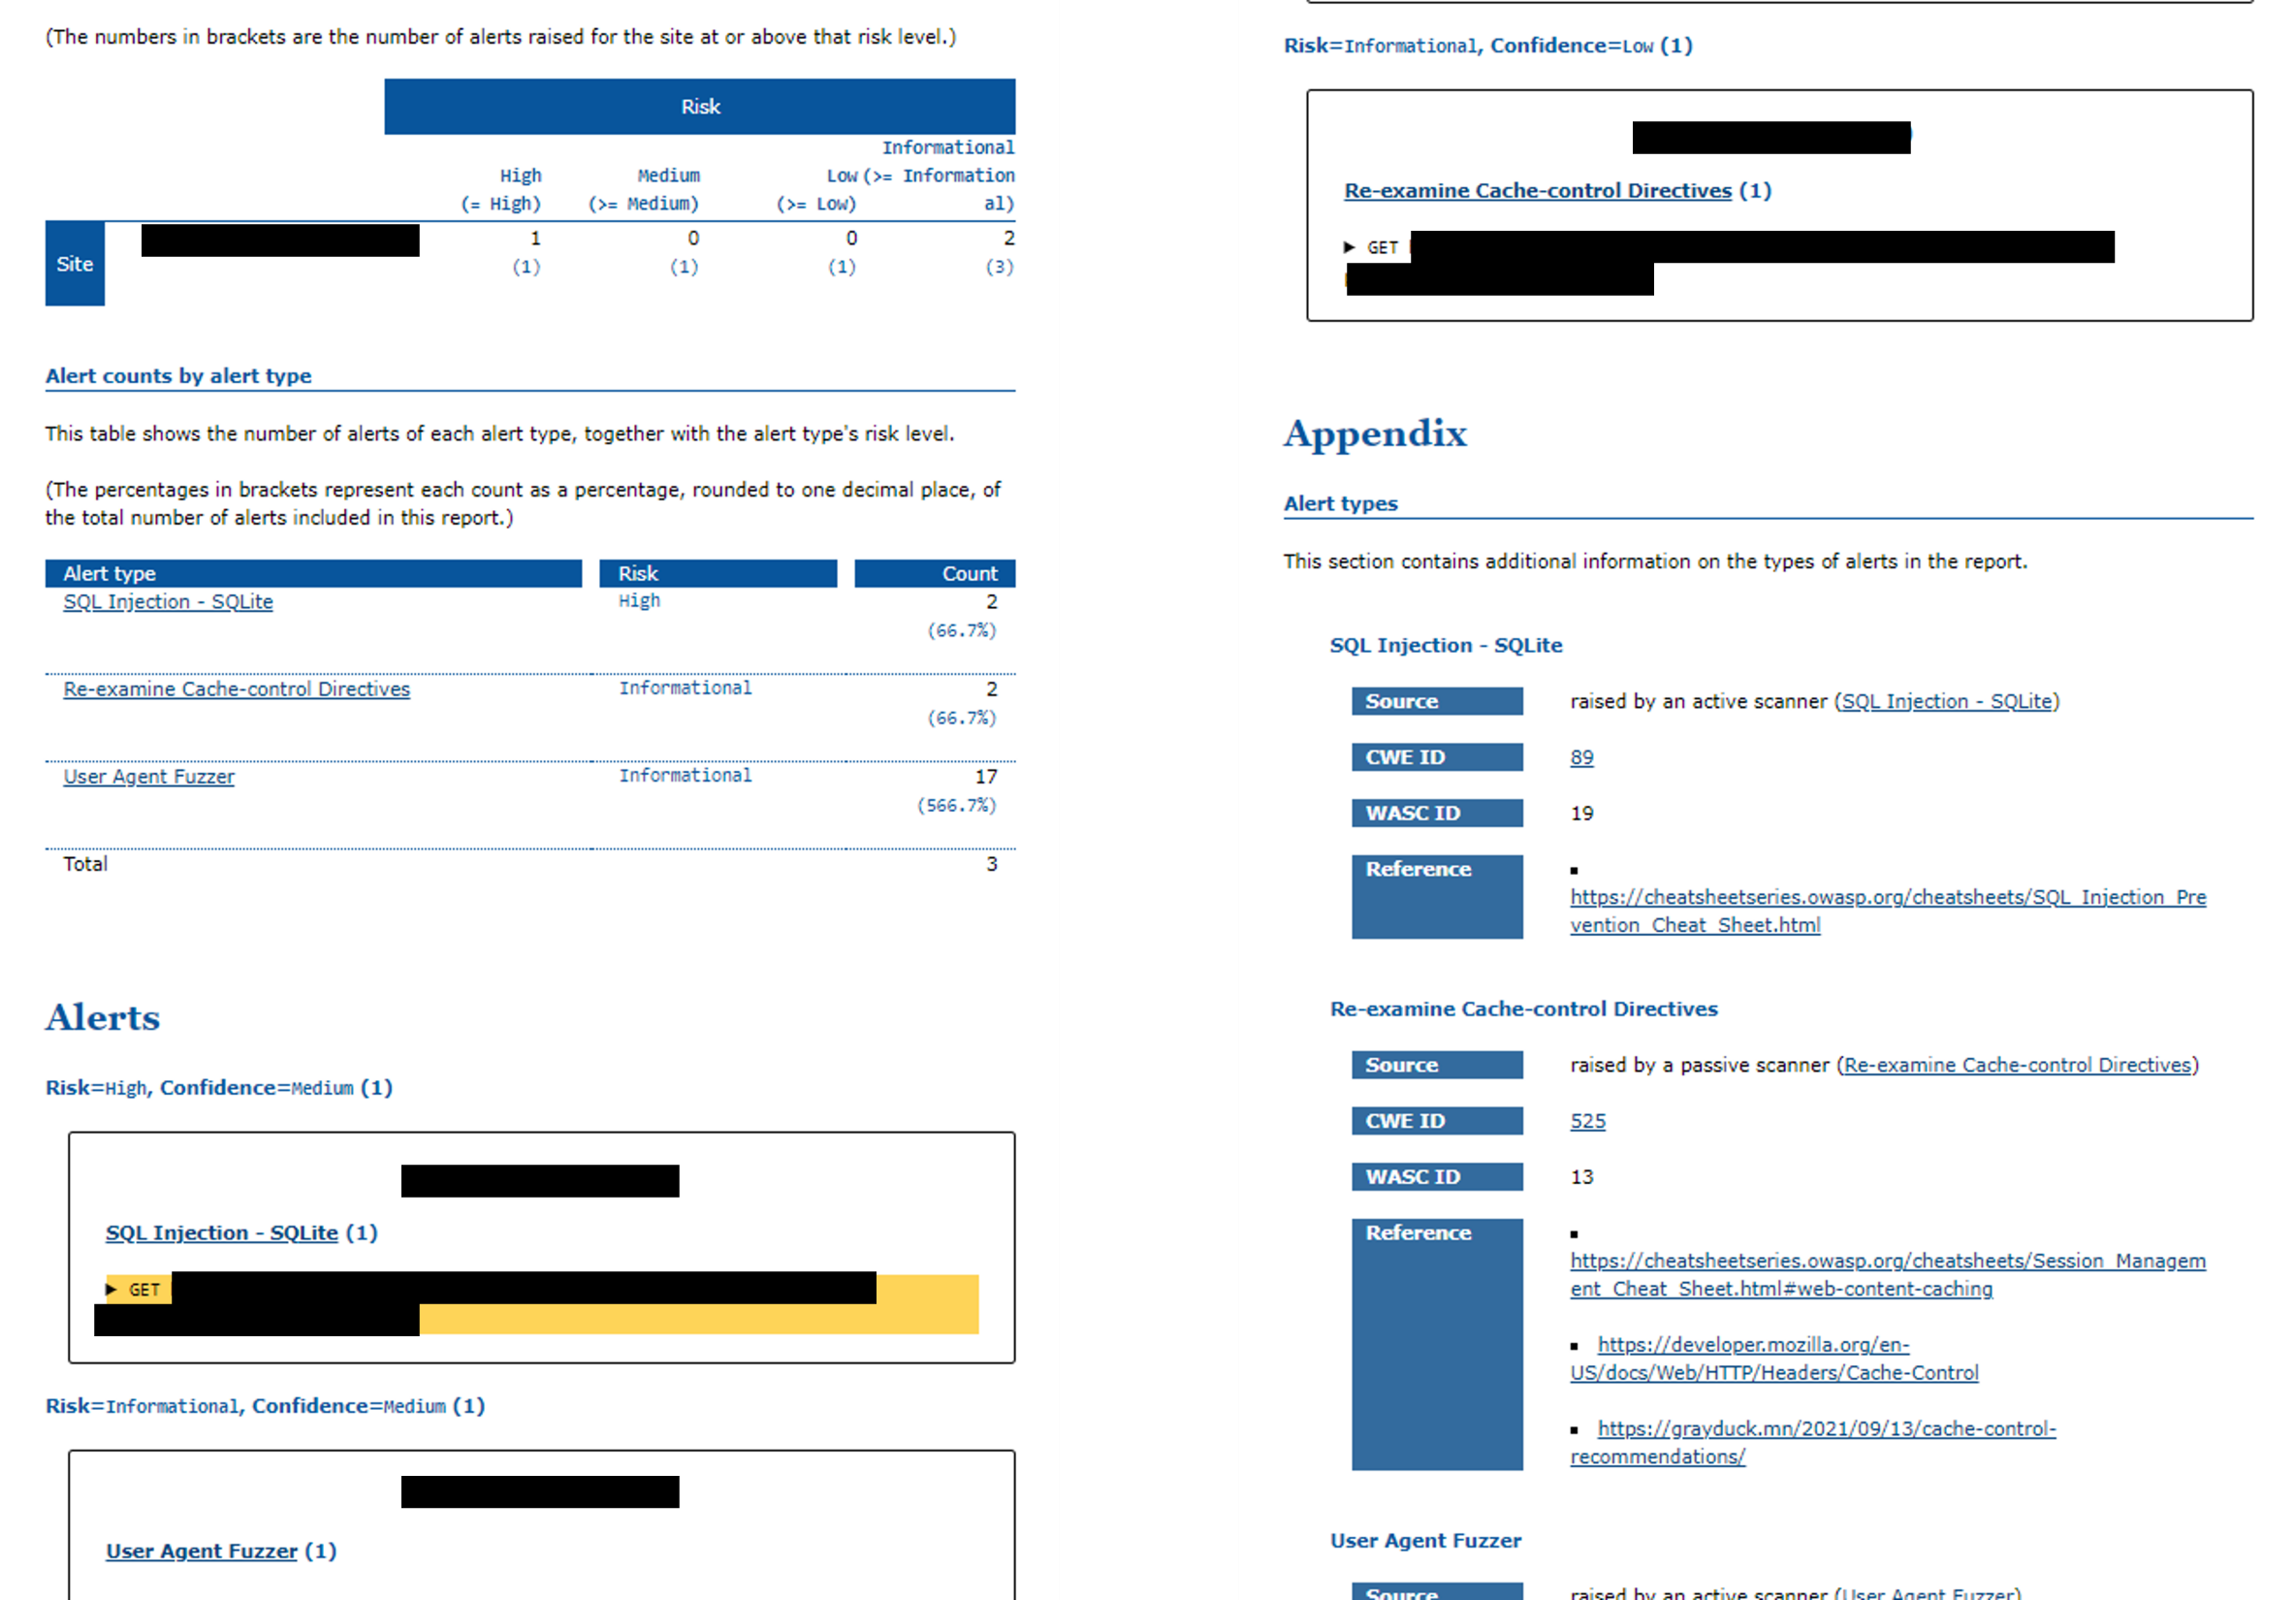 (The numbers in brackets are the number of alerts raised for the site at or above that risk level.)
Risk
Informational
High Medium Low (>= Information
(= High) (>= Medium) (>= Low) al)
Site 1 0 0 2
(1) (1) (1) (3)
Alert counts by alert type
This table shows the number of alerts of each alert type, together with the alert type's risk level.
(The percentages in brackets represent each count as a percentage, rounded to one decimal place, of
the total number of alerts included in this report.)
Alert type Risk Count
SQL Injection - SQLite High 2
(66.7%)
Re-examine Cache-control Directives Informational 2
(66.7%)
User Agent Fuzzer Informational 17
(566.7%)
Total 3
Alerts
Risk=High, Confidence=Medium (1)
SQL Injection - SQLite (1)
▶ GET
Risk=Informational, Confidence=Medium (1)
User Agent Fuzzer (1)
Risk=Informational, Confidence=Low (1)
Re-examine Cache-control Directives (1)
▶ GET
Appendix
Alert types
This section contains additional information on the types of alerts in the report.
SQL Injection - SQLite
Source raised by an active scanner (SQL Injection - SQLite)
CWE ID 89
WASC ID 19
Reference ▪
https://cheatsheetseries.owasp.org/cheatsheets/SQL_Injection_Pre
vention_Cheat_Sheet.html
Re-examine Cache-control Directives
Source raised by a passive scanner (Re-examine Cache-control Directives)
CWE ID 525
WASC ID 13
Reference ▪
https://cheatsheetseries.owasp.org/cheatsheets/Session_Managem
ent_Cheat_Sheet.html#web-content-caching
▪ https://developer.mozilla.org/en-
US/docs/Web/HTTP/Headers/Cache-Control
▪ https://grayduck.mn/2021/09/13/cache-control-
recommendations/
User Agent Fuzzer
Source raised by an active scanner (User Agent Fuzzer)